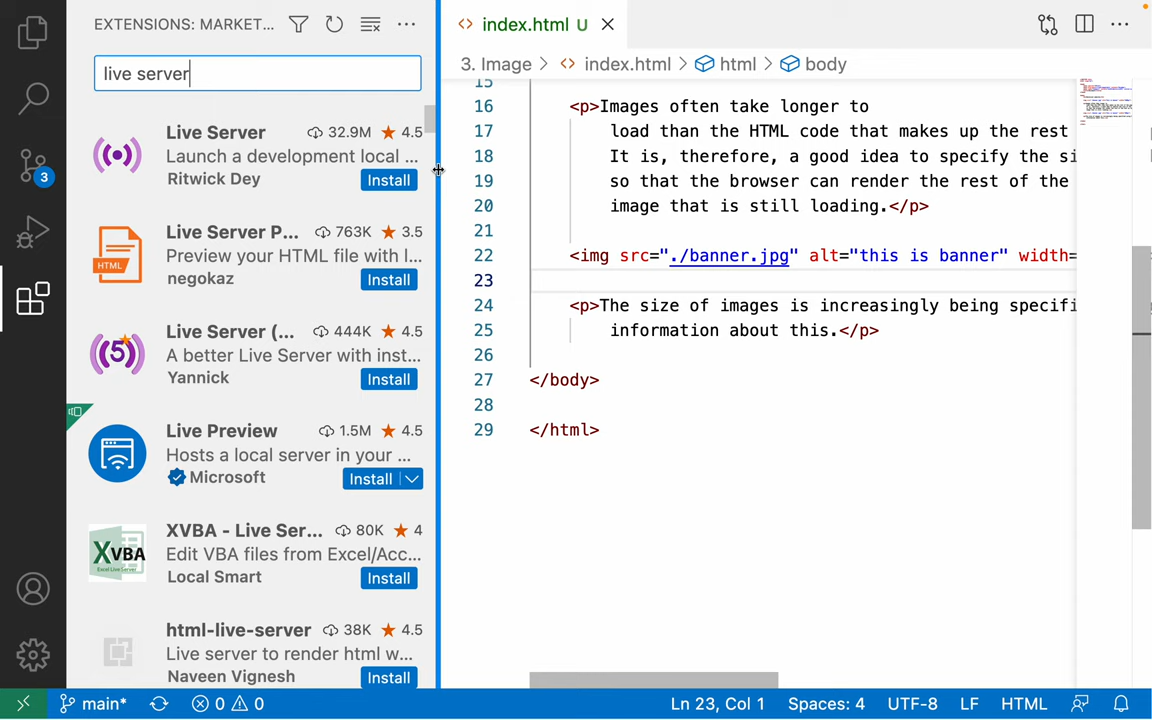 EXTENSIONS: MARKET...
live server
Live Server 32.9M 4.5
Launch a development local ...
Ritwick Dey Install
Live Server P... 763K 3.5
HTML
Preview your HTML file with l...
negokaz Install
Live Server (... 444K 4.5
5
A better Live Server with inst...
Yannick Install
Live Preview 1.5M 4.5
Hosts a local server in your ...
Microsoft Install
XVBA - Live Ser... 80K 4
XVBA
Excel Live Server
Edit VBA files from Excel/Acc...
Local Smart Install
html-live-server 38K 4.5
Live server to render html w...
Naveen Vignesh Install
3
index.html U
3. Image > index.html > html > body
15
16 <p>Images often take longer to
17 load than the HTML code that makes up the rest
18 It is, therefore, a good idea to specify the si
19 so that the browser can render the rest of the
20 image that is still loading.</p>
21
22 <img src="./banner.jpg" alt="this is banner" width=
23
24 <p>The size of images is increasingly being specifi
25 information about this.</p>
26
27 </body>
28
29 </html>
main* 0 0 Ln 23, Col 1 Spaces: 4 UTF-8 LF HTML